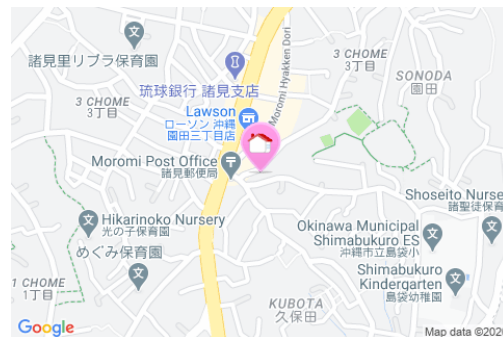 諸見里リブラ保育園
3 CHOME
3丁目
琉球銀行 諸見支店
Moromi Hyakken Dori
3 CHOME
3丁目
SONODA
園田
Lawson
ローソン 沖縄
園田三丁目店
Moromi Post Office
諸見郵便局
Hikarinoko Nursery
光の子保育園
めぐみ保育園
Shoseito Nurse
諸聖徒保育
Okinawa Municipal
Shimabukuro ES
沖縄市立島袋小
Shimabukuro
Kindergarten
島袋幼稚園
1 CHOME
1丁目
KUBOTA
久保田
Google
Map data ©2020